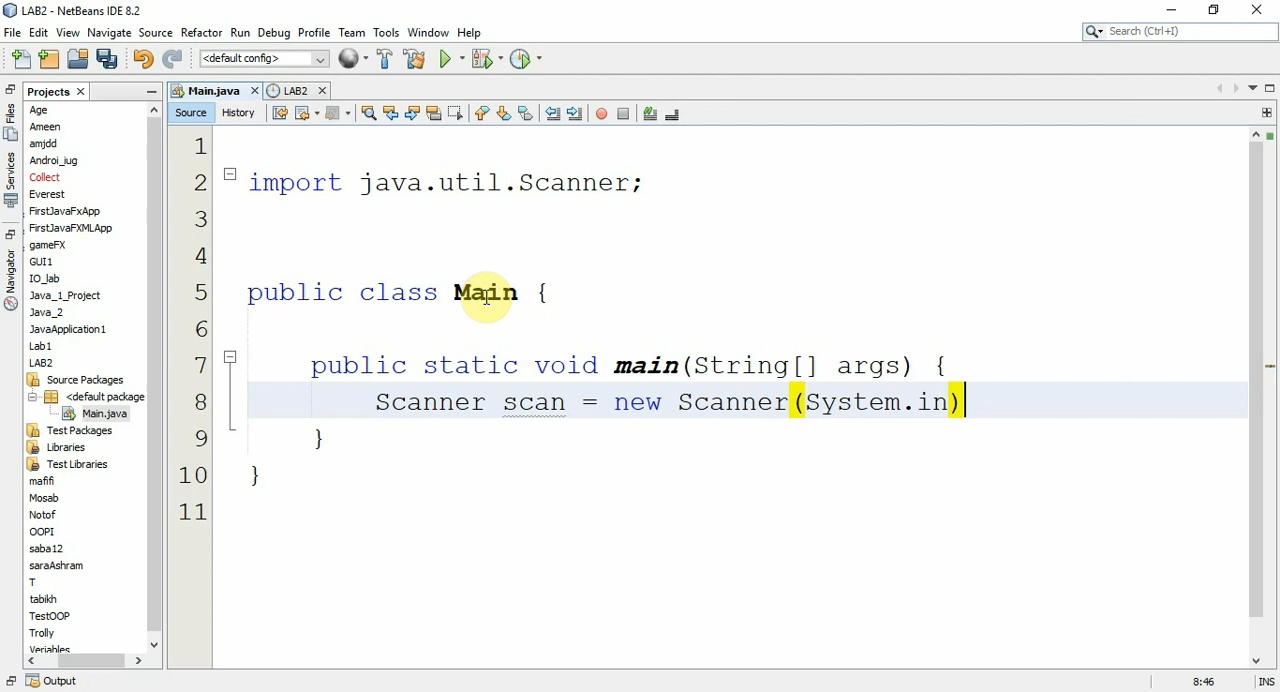 LAB2 - NetBeans IDE 8.2
File Edit View Navigate Source Refactor Run Debug Profile Team Tools Window Help
Search (Ctrl+I)
<default config>
Projects
Main.java
LAB2
Source
History
Files
Services
Navigator
Age
Ameen
amjdd
Androi_iug
Collect
Everest
FirstJavaFxApp
FirstJavaFXMLApp
gameFX
GUI1
IO_lab
Java_1_Project
Java_2
JavaApplication1
Lab1
LAB2
Source Packages
<default package
Main.java
Test Packages
Libraries
Test Libraries
mafifi
Mosab
Notof
OOPI
saba12
saraAshram
T
tabikh
TestOOP
Trolly
Veriables
1
2 import java.util.Scanner;
3
4
5 public class Main {
6
7 public static void main(String[] args) {
8 Scanner scan = new Scanner(System.in)
9 }
10 }
11
Output
8:46
INS